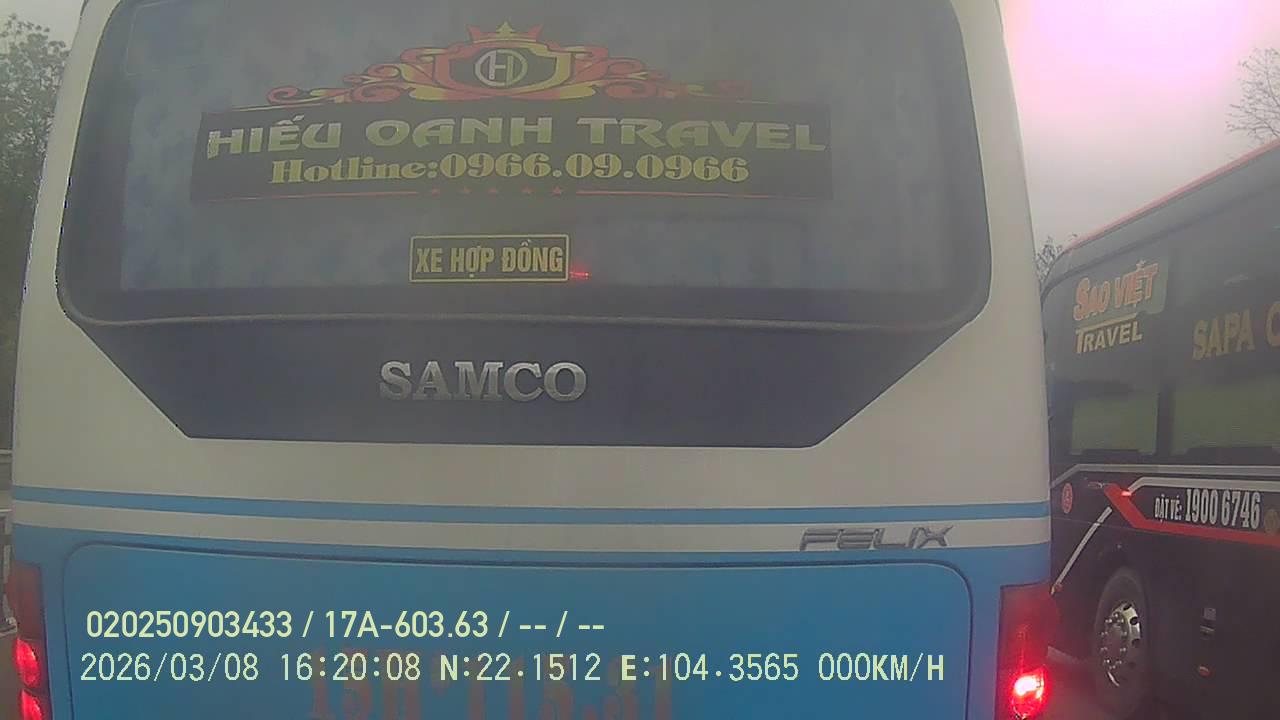 HIẾU OANH TRAVEL
Hotline:0966.09.0966
XE HỢP ĐỒNG
SAMCO
FELIX
SAO VIỆT
TRAVEL
SAPA
ĐẶT VÉ: 1900 6746
020250903433 / 17A-603.63 / -- / --
2026/03/08 16:20:08 N:22.1512 E:104.3565 000KM/H